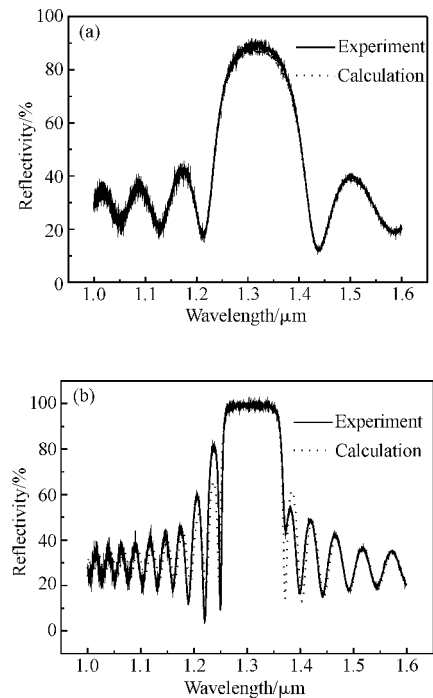 (a)
Experiment
Calculation
Reflectivity/%
100
80
60
40
20
0
1.0 1.1 1.2 1.3 1.4 1.5 1.6
Wavelength/μm
(b)
Experiment
Calculation
Reflectivity/%
100
80
60
40
20
0
1.0 1.1 1.2 1.3 1.4 1.5 1.6
Wavelength/μm